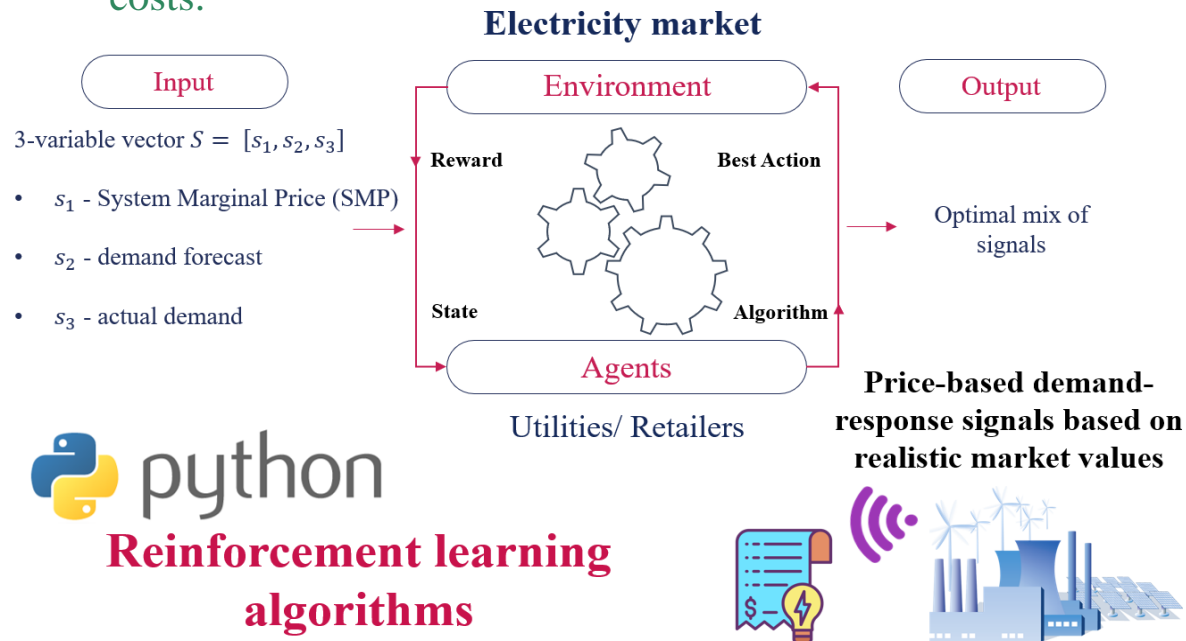 costs.
Electricity market
Input
Environment
Output
3-variable vector S = [s₁, s₂, s₃]
Reward
Best Action
• s₁ - System Marginal Price (SMP)
Optimal mix of
signals
• s₂ - demand forecast
• s₃ - actual demand
State
Algorithm
Agents
Utilities/ Retailers
Price-based demand-
response signals based on
realistic market values
python
Reinforcement learning
algorithms
$